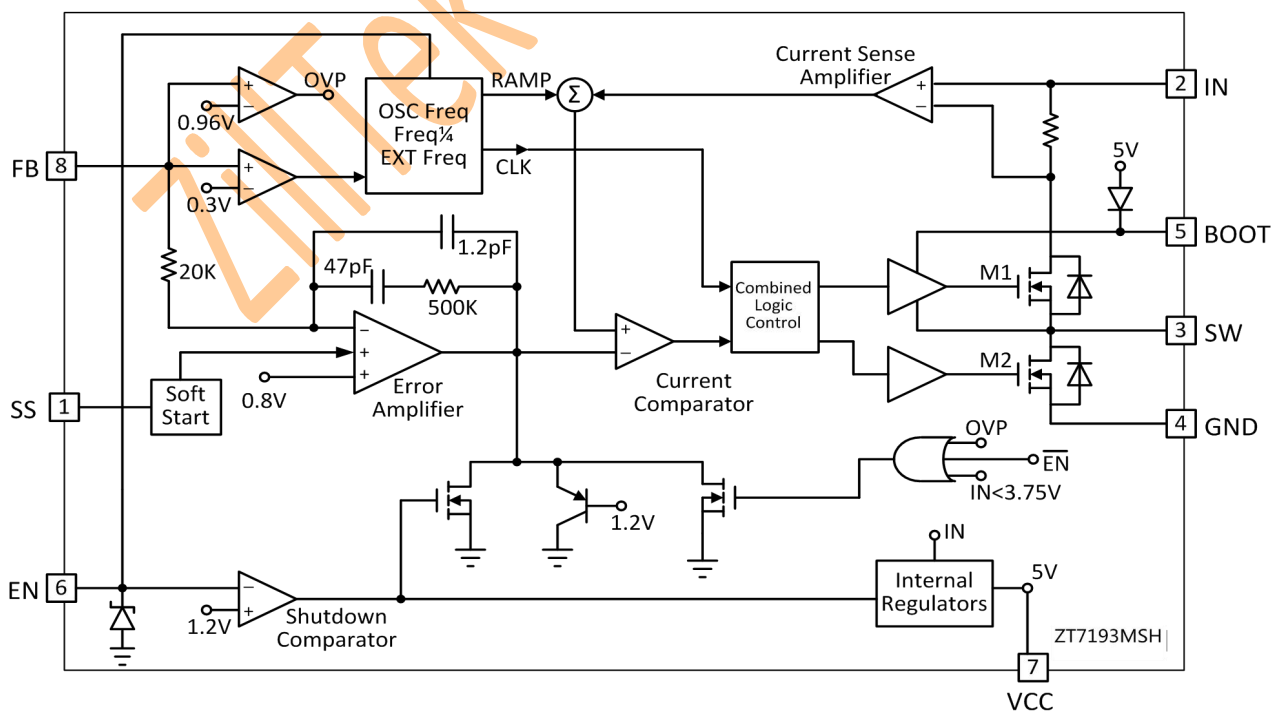 ZillTek
Current Sense
Amplifier
+
−
2
IN
+
−
OVP
0.96V
OSC Freq
Freq¼
EXT Freq
RAMP
Σ
CLK
5V
FB
8
+
−
0.3V
5
BOOT
20K
1.2pF
47pF
500K
Combined
Logic
Control
M1
3
SW
−
+
+
Error
Amplifier
+
−
Current
Comparator
M2
SS
1
Soft
Start
0.8V
4
GND
OVP
EN
IN<3.75V
1.2V
IN
EN
6
−
+
1.2V
Shutdown
Comparator
Internal
Regulators
5V
ZT7193MSH
7
VCC